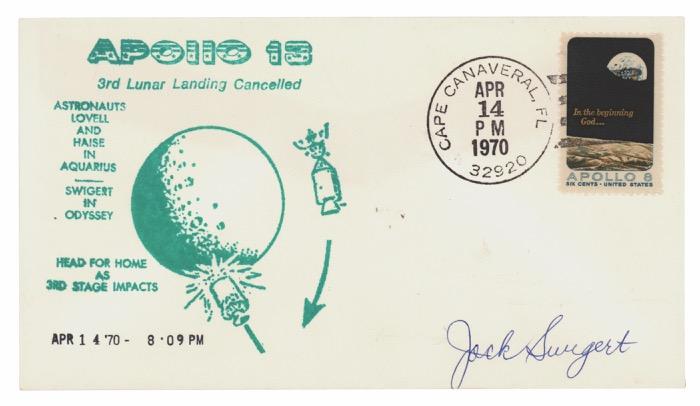 APOLLO 13
3rd Lunar Landing Cancelled
ASTRONAUTS
LOVELL
AND
HAISE
IN
AQUARIUS
SWIGERT
IN
ODYSSEY
HEAD FOR HOME
AS
3RD STAGE IMPACTS
APR 1 4 '70 - 8 · 09 PM
CAPE CANAVERAL, FL
APR
14
P M
1970
32920
In the beginning
God...
APOLLO 8
SIX CENTS · UNITED STATES
Jack Swigert